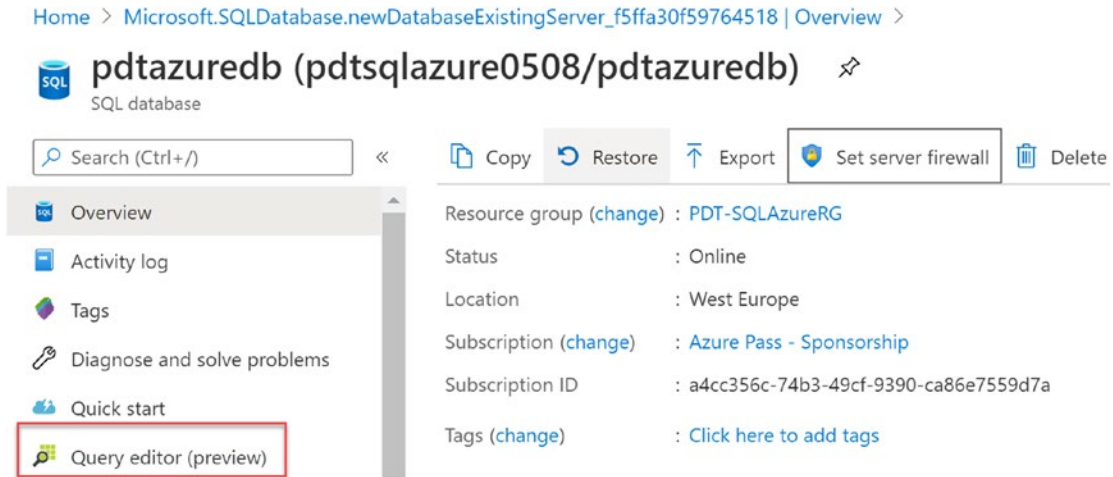 Home > Microsoft.SQLDatabase.newDatabaseExistingServer_f5ffa30f59764518 | Overview >
SQL
pdtazuredb (pdtsqlazure0508/pdtazuredb)
SQL database
Search (Ctrl+/)
«
Copy Restore Export Set server firewall Delete
SQL Overview
Activity log
Tags
Diagnose and solve problems
Quick start
Query editor (preview)
Resource group (change) : PDT-SQLAzureRG
Status : Online
Location : West Europe
Subscription (change) : Azure Pass - Sponsorship
Subscription ID : a4cc356c-74b3-49cf-9390-ca86e7559d7a
Tags (change) : Click here to add tags